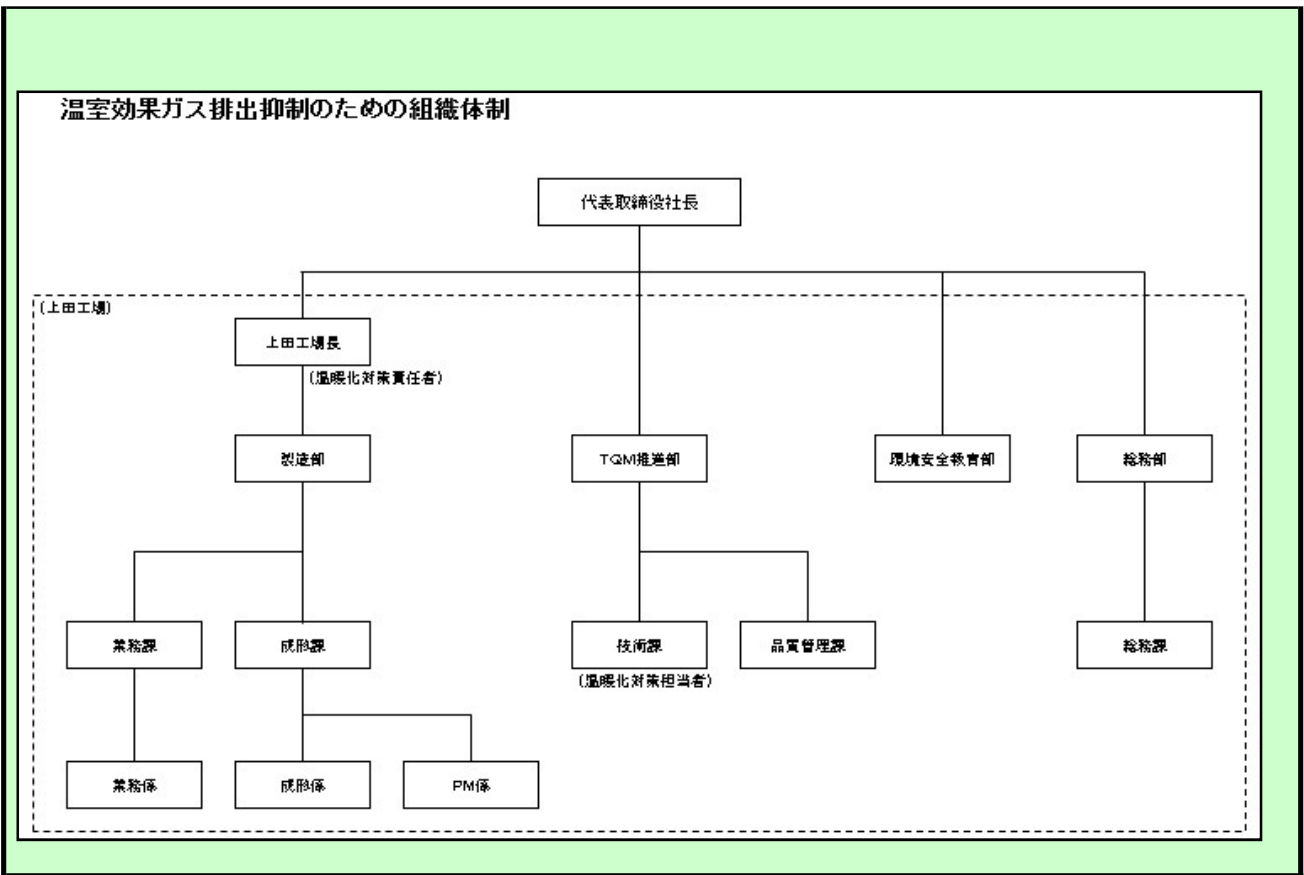 温室効果ガス排出抑制のための組織体制
代表取締役社長
(上田工場)
上田工場長
(温暖化対策責任者)
製造部
TQM推進部
環境安全教育部
総務部
業務課
成形課
技術課
品質管理課
総務課
(温暖化対策担当者)
業務係
成形係
PM係